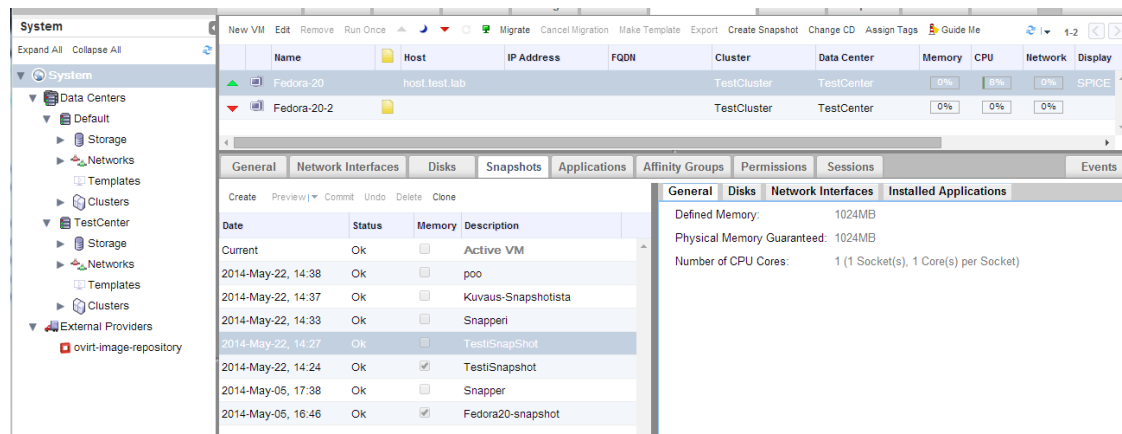 System
Expand All Collapse All
System
Data Centers
Default
Storage
Networks
Templates
Clusters
TestCenter
Storage
Networks
Templates
Clusters
External Providers
ovirt-image-repository
New VM Edit Remove Run Once Migrate Cancel Migration Make Template Export Create Snapshot Change CD Assign Tags Guide Me 1-2
Name Host IP Address FQDN Cluster Data Center Memory CPU Network Display
Fedora-20 host.test.lab TestCluster TestCenter 0% 8% 0% SPICE
Fedora-20-2 TestCluster TestCenter 0% 0% 0%
General Network Interfaces Disks Snapshots Applications Affinity Groups Permissions Sessions Events
Create Preview Commit Undo Delete Clone
Date Status Memory Description
Current Ok Active VM
2014-May-22, 14:38 Ok poo
2014-May-22, 14:37 Ok Kuvaus-Snapshotista
2014-May-22, 14:33 Ok Snapperi
2014-May-22, 14:27 Ok TestiSnapShot
2014-May-22, 14:24 Ok TestiSnapshot
2014-May-05, 17:38 Ok Snapper
2014-May-05, 16:46 Ok Fedora20-snapshot
General Disks Network Interfaces Installed Applications
Defined Memory: 1024MB
Physical Memory Guaranteed: 1024MB
Number of CPU Cores: 1 (1 Socket(s), 1 Core(s) per Socket)